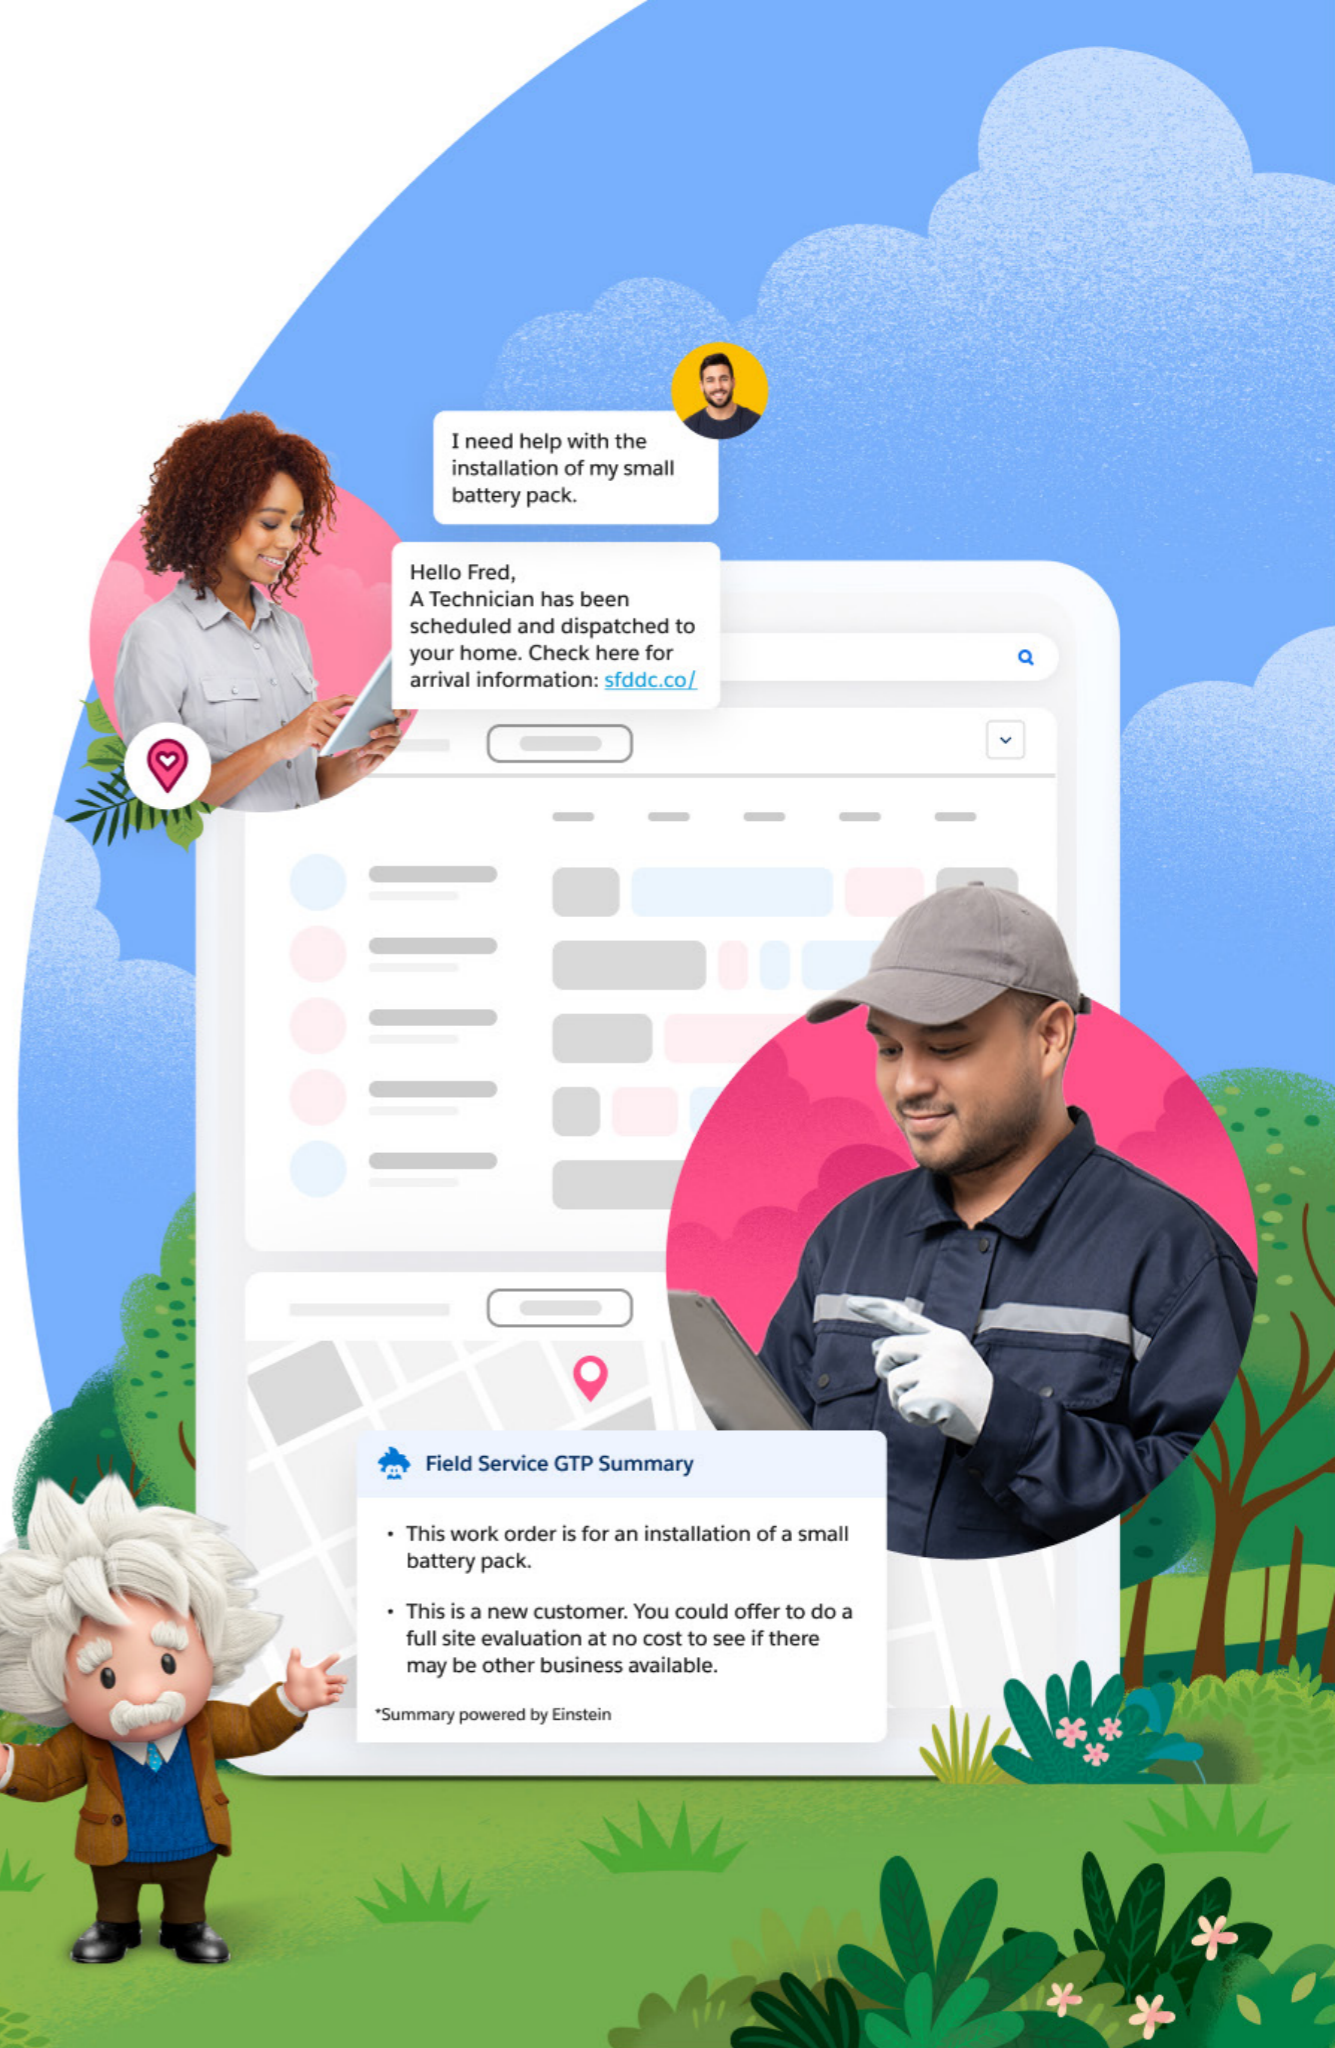 I need help with the
installation of my small
battery pack.
Hello Fred,
A Technician has been
scheduled and dispatched to
your home. Check here for
arrival information: sfddc.co/
Field Service GTP Summary
• This work order is for an installation of a small
battery pack.
• This is a new customer. You could offer to do a
full site evaluation at no cost to see if there
may be other business available.
*Summary powered by Einstein